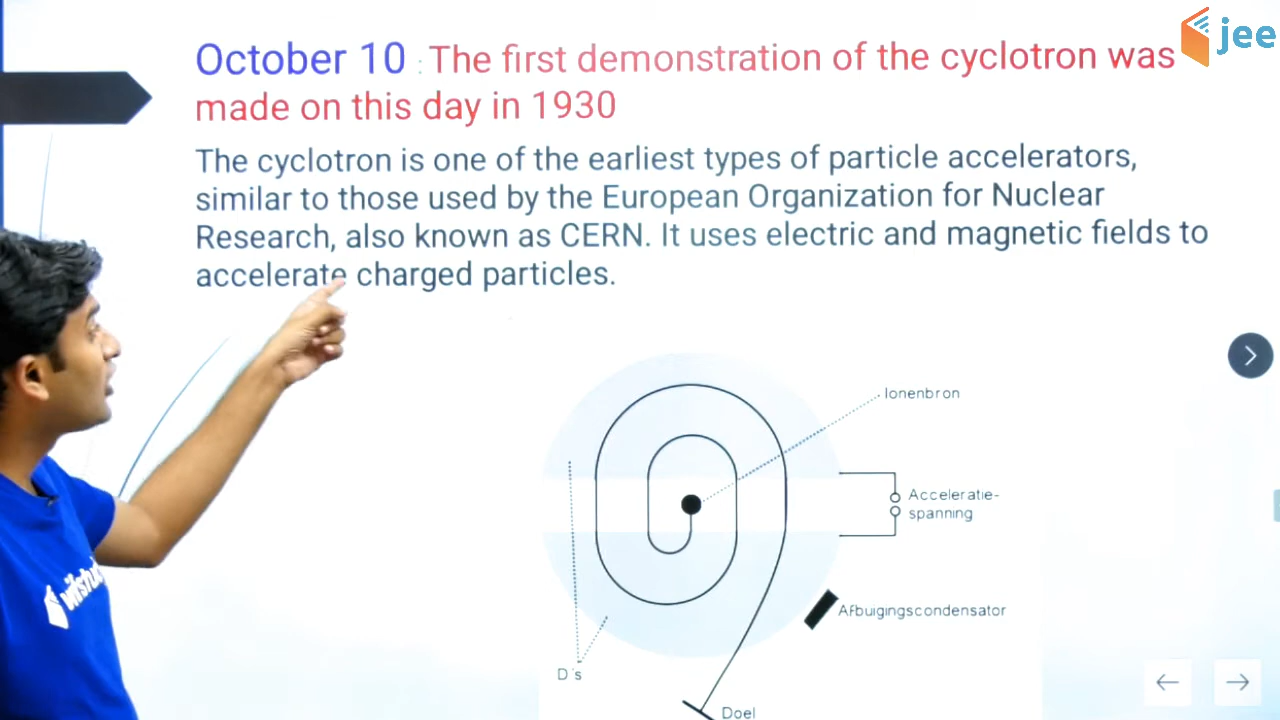 jee
October 10 : The first demonstration of the cyclotron was
made on this day in 1930
The cyclotron is one of the earliest types of particle accelerators,
similar to those used by the European Organization for Nuclear
Research, also known as CERN. It uses electric and magnetic fields to
accelerate charged particles.
Ionenbron
Acceleratie-
spanning
Afbuigingscondensator
D's
Doel